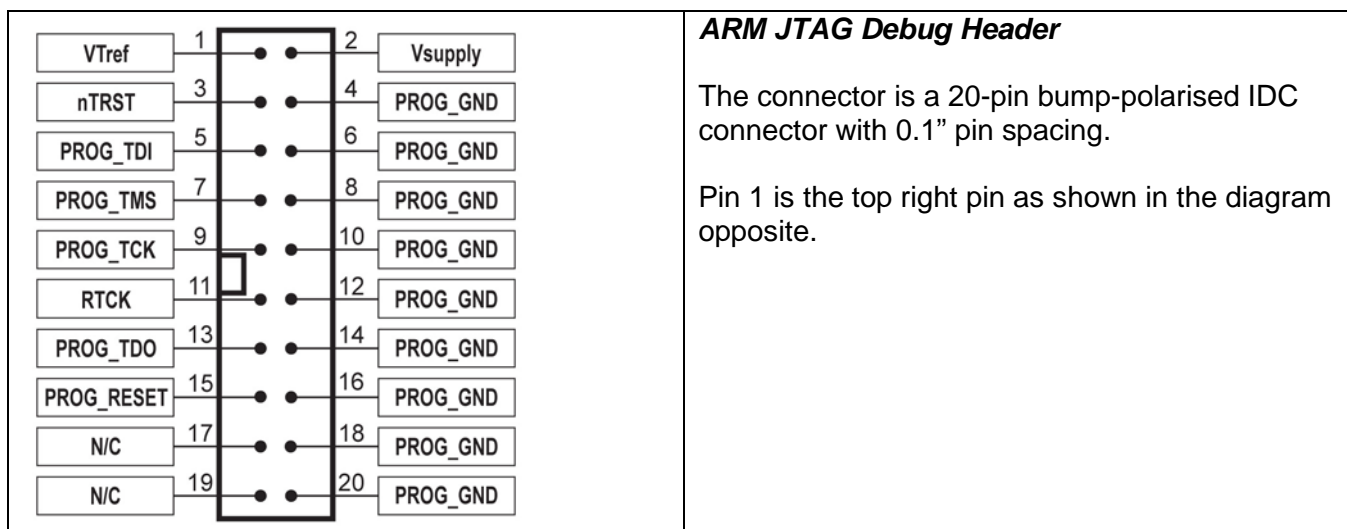 VTref 1 2 Vsupply
nTRST 3 4 PROG_GND
PROG_TDI 5 6 PROG_GND
PROG_TMS 7 8 PROG_GND
PROG_TCK 9 10 PROG_GND
RTCK 11 12 PROG_GND
PROG_TDO 13 14 PROG_GND
PROG_RESET 15 16 PROG_GND
N/C 17 18 PROG_GND
N/C 19 20 PROG_GND
ARM JTAG Debug Header
The connector is a 20-pin bump-polarised IDC
connector with 0.1” pin spacing.
Pin 1 is the top right pin as shown in the diagram
opposite.